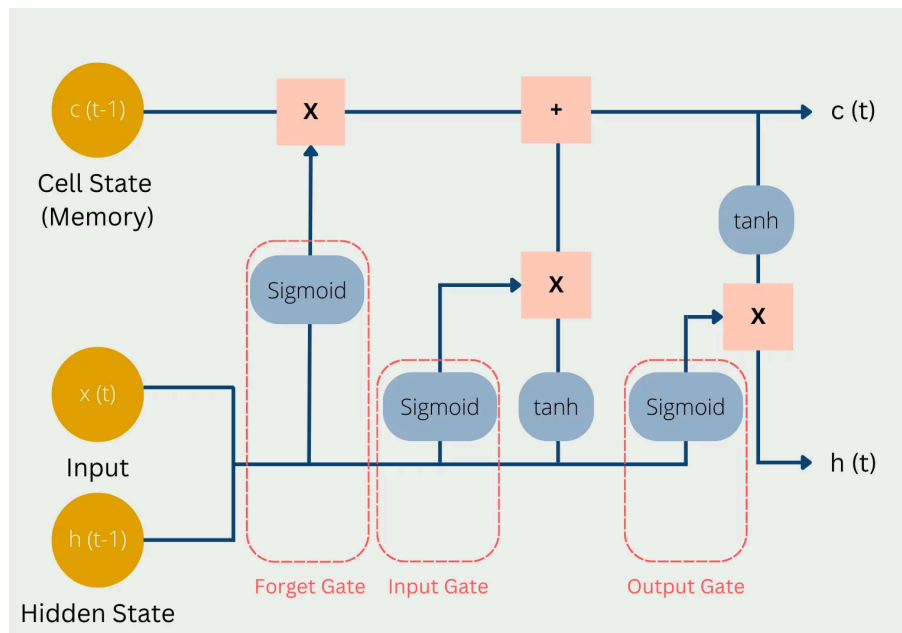 c (t-1)
X
+
c (t)
Cell State
(Memory)
tanh
Sigmoid
X
X
x (t)
Sigmoid
tanh
Sigmoid
Input
h (t)
h (t-1)
Forget Gate
Input Gate
Output Gate
Hidden State